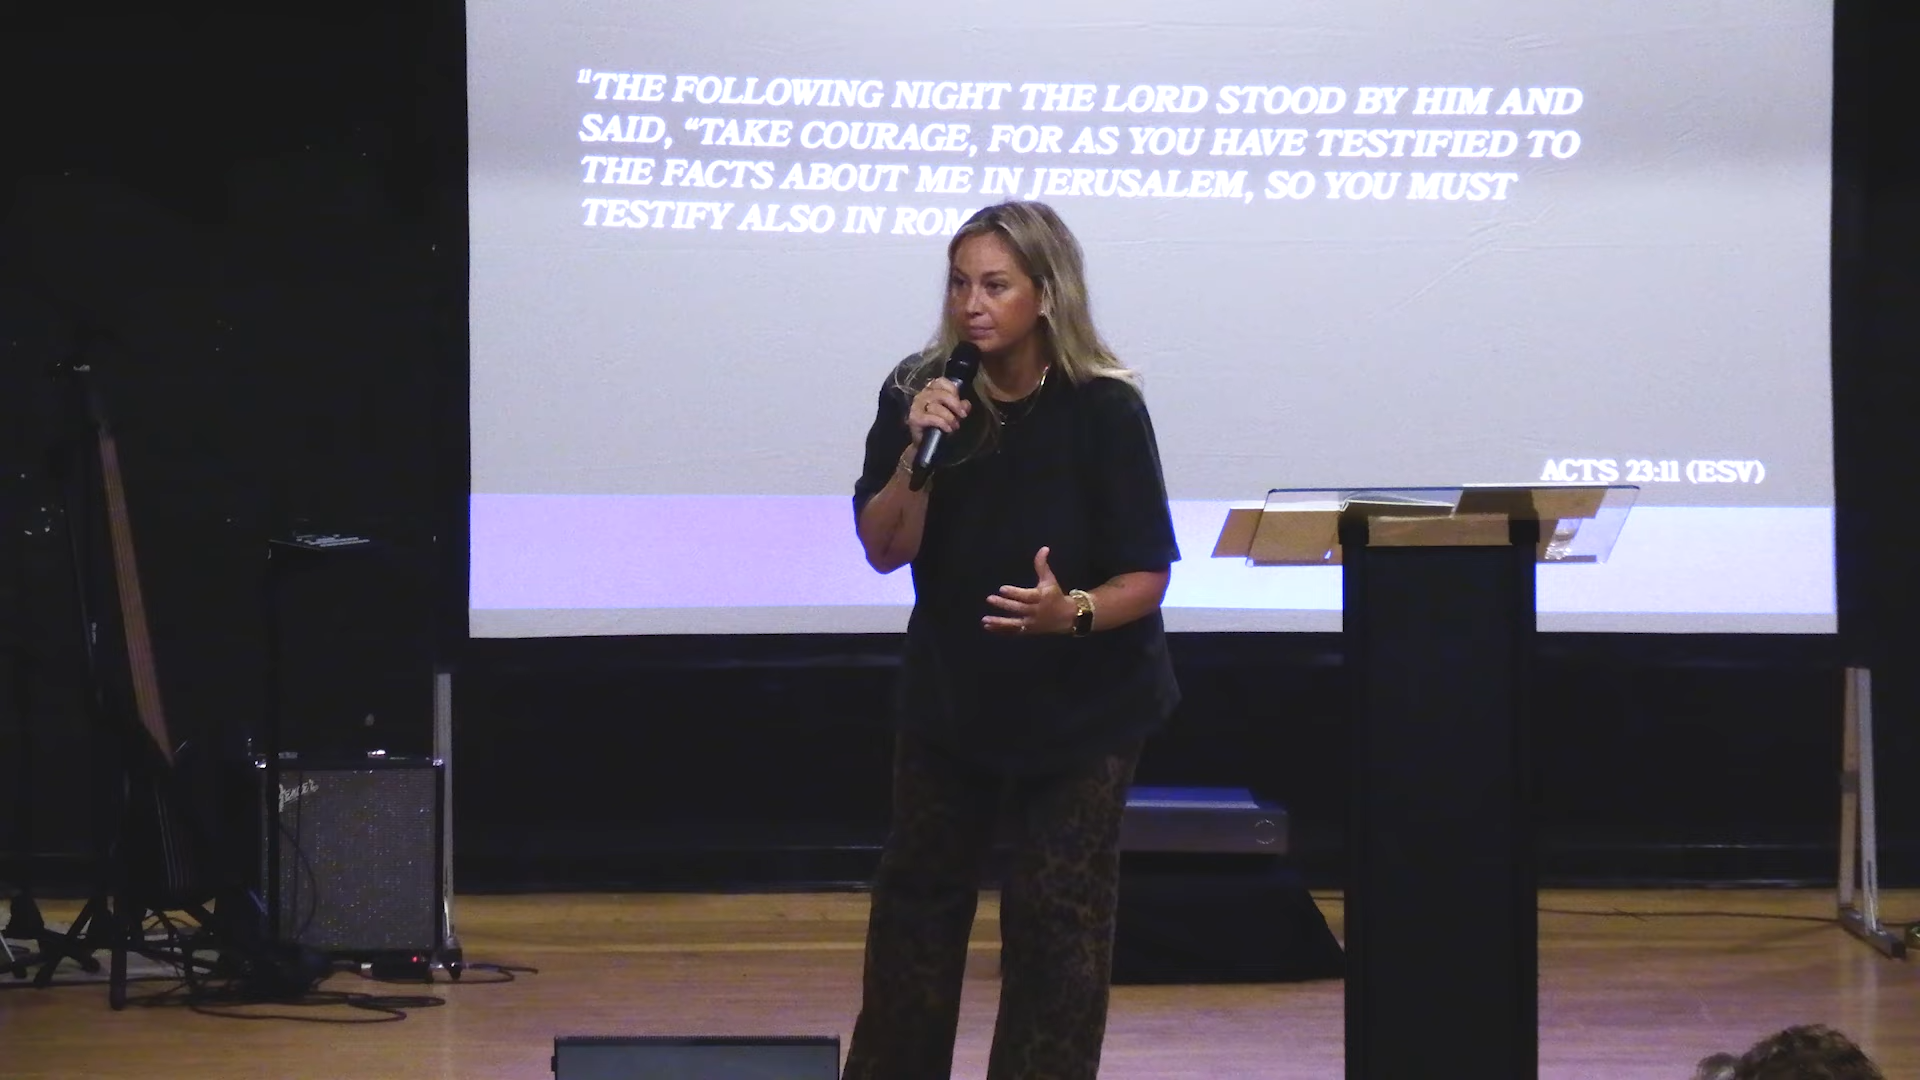 ¹¹THE FOLLOWING NIGHT THE LORD STOOD BY HIM AND
SAID, “TAKE COURAGE, FOR AS YOU HAVE TESTIFIED TO
THE FACTS ABOUT ME IN JERUSALEM, SO YOU MUST
TESTIFY ALSO IN
ACTS 23:11 (ESV)
Fender